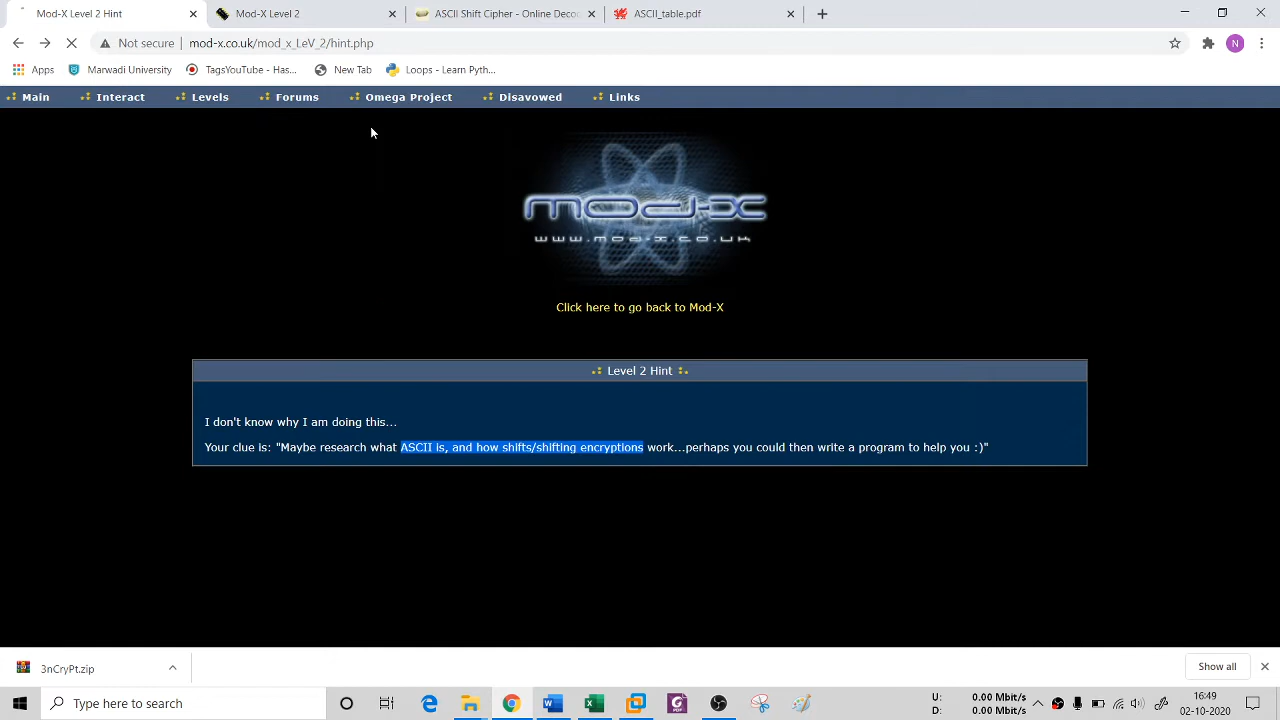 Mod-X Level 2 Hint
Mod-X Level 2
ASCII Shift Cipher - Online Decod
ASCII_table.pdf
Not secure mod-x.co.uk/mod_x_LeV_2/hint.php
N
Apps Marwadi University TagsYouTube - Has... New Tab Loops - Learn Pyth...
Main Interact Levels Forums Omega Project Disavowed Links
mod-x
www.mod-x.co.uk
Click here to go back to Mod-X
Level 2 Hint
I don't know why I am doing this...
Your clue is: "Maybe research what ASCII is, and how shifts/shifting encryptions work...perhaps you could then write a program to help you :)"
3nCrYPt.zip
Show all
Type here to search
U: 0.00 Mbit/s
D: 0.00 Mbit/s
16:49
02-10-2020